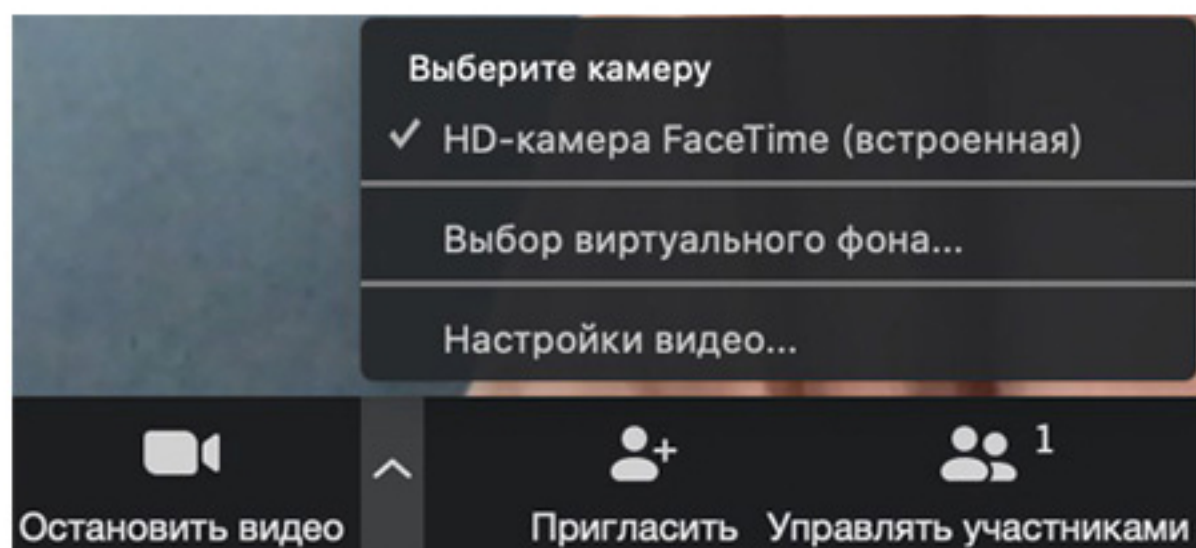 Выберите камеру
HD-камера FaceTime (встроенная)
Выбор виртуального фона...
Настройки видео...
1
Остановить видео
Пригласить
Управлять участниками